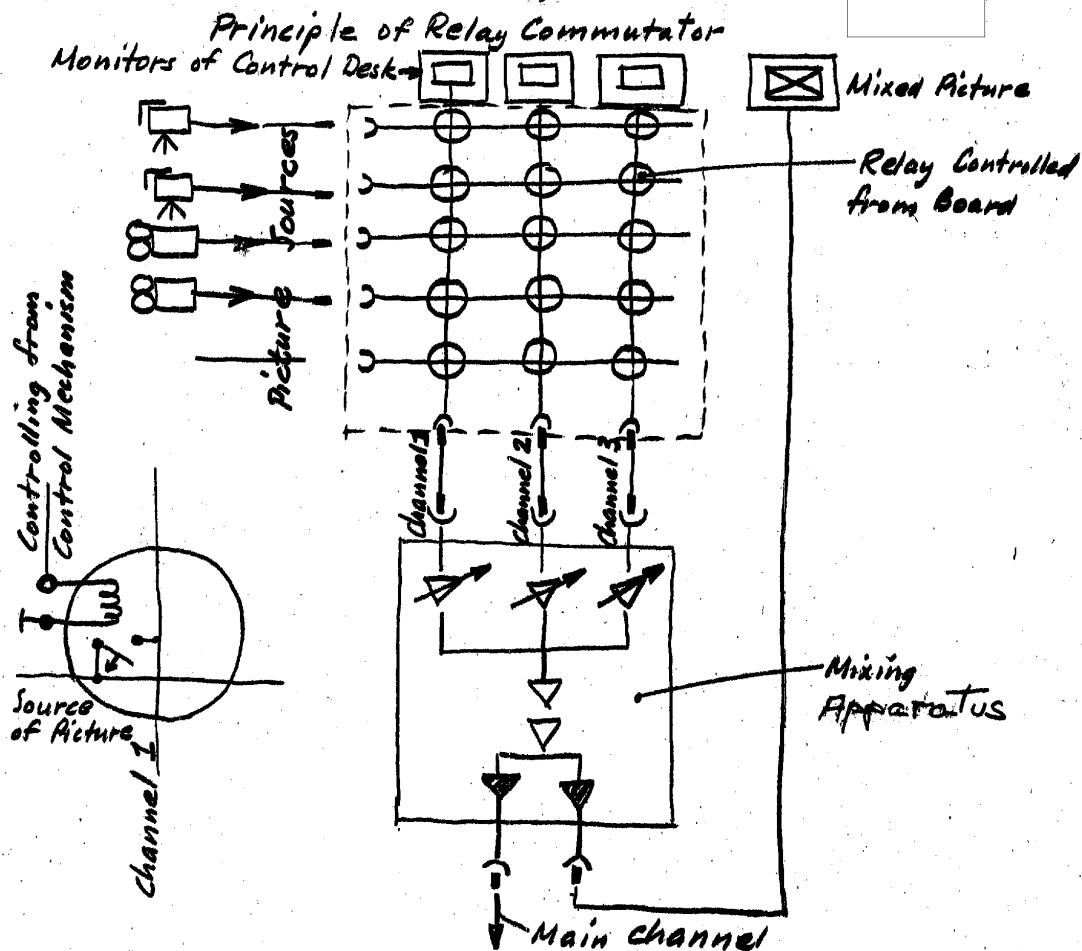 Principle of Relay Commutator
Monitors of Control Desk
Mixed Picture
Picture Sources
Relay Controlled
from Board
Controlling from
Control Mechanism
Channel 1
Channel 2
Channel 3
Source
of Picture
Channel 1
Mixing
Apparatus
Main channel